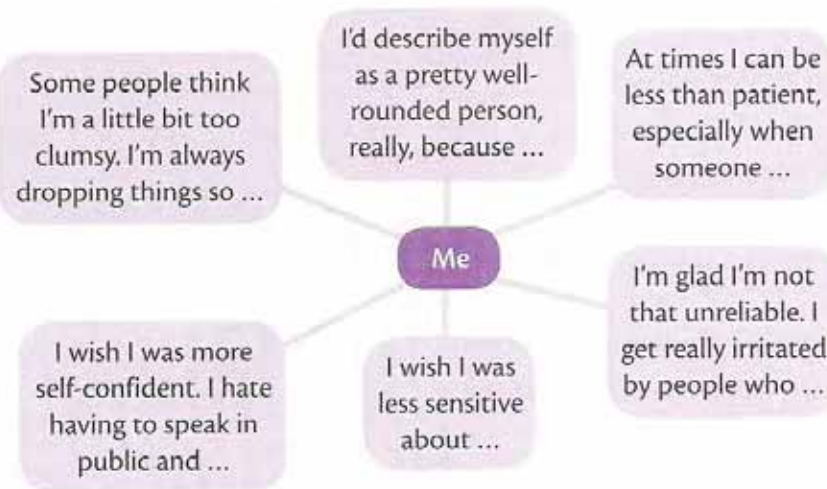 Some people think
I'm a little bit too
clumsy. I'm always
dropping things so ...
I'd describe myself
as a pretty well-
rounded person,
really, because ...
At times I can be
less than patient,
especially when
someone ...
Me
I wish I was more
self-confident. I hate
having to speak in
public and ...
I wish I was
less sensitive
about ...
I'm glad I'm not
that unreliable. I
get really irritated
by people who ...